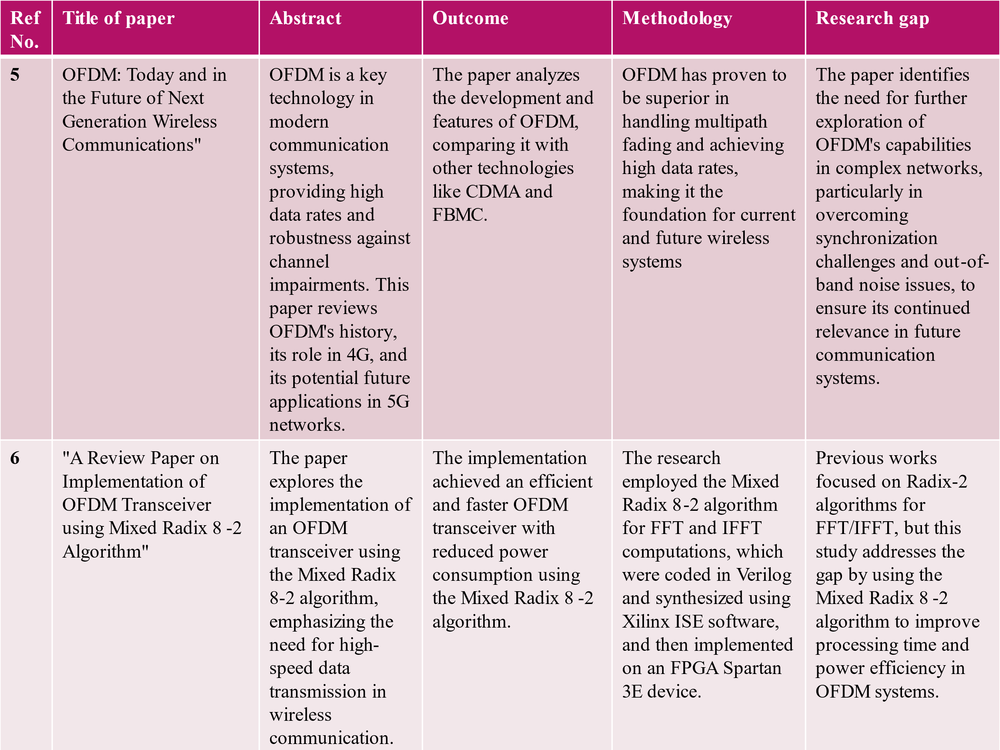 Ref
No.
Title of paper
Abstract
Outcome
Methodology
Research gap
5
OFDM: Today and in
the Future of Next
Generation Wireless
Communications"
OFDM is a key
technology in
modern
communication
systems,
providing high
data rates and
robustness against
channel
impairments. This
paper reviews
OFDM's history,
its role in 4G, and
its potential future
applications in 5G
networks.
The paper analyzes
the development and
features of OFDM,
comparing it with
other technologies
like CDMA and
FBMC.
OFDM has proven to
be superior in
handling multipath
fading and achieving
high data rates,
making it the
foundation for current
and future wireless
systems
The paper identifies
the need for further
exploration of
OFDM's capabilities
in complex networks,
particularly in
overcoming
synchronization
challenges and out-of-
band noise issues, to
ensure its continued
relevance in future
communication
systems.
6
"A Review Paper on
Implementation of
OFDM Transceiver
using Mixed Radix 8 -2
Algorithm"
The paper
explores the
implementation of
an OFDM
transceiver using
the Mixed Radix
8-2 algorithm,
emphasizing the
need for high-
speed data
transmission in
wireless
communication.
The implementation
achieved an efficient
and faster OFDM
transceiver with
reduced power
consumption using
the Mixed Radix 8 -2
algorithm.
The research
employed the Mixed
Radix 8-2 algorithm
for FFT and IFFT
computations, which
were coded in Verilog
and synthesized using
Xilinx ISE software,
and then implemented
on an FPGA Spartan
3E device.
Previous works
focused on Radix-2
algorithms for
FFT/IFFT, but this
study addresses the
gap by using the
Mixed Radix 8 -2
algorithm to improve
processing time and
power efficiency in
OFDM systems.